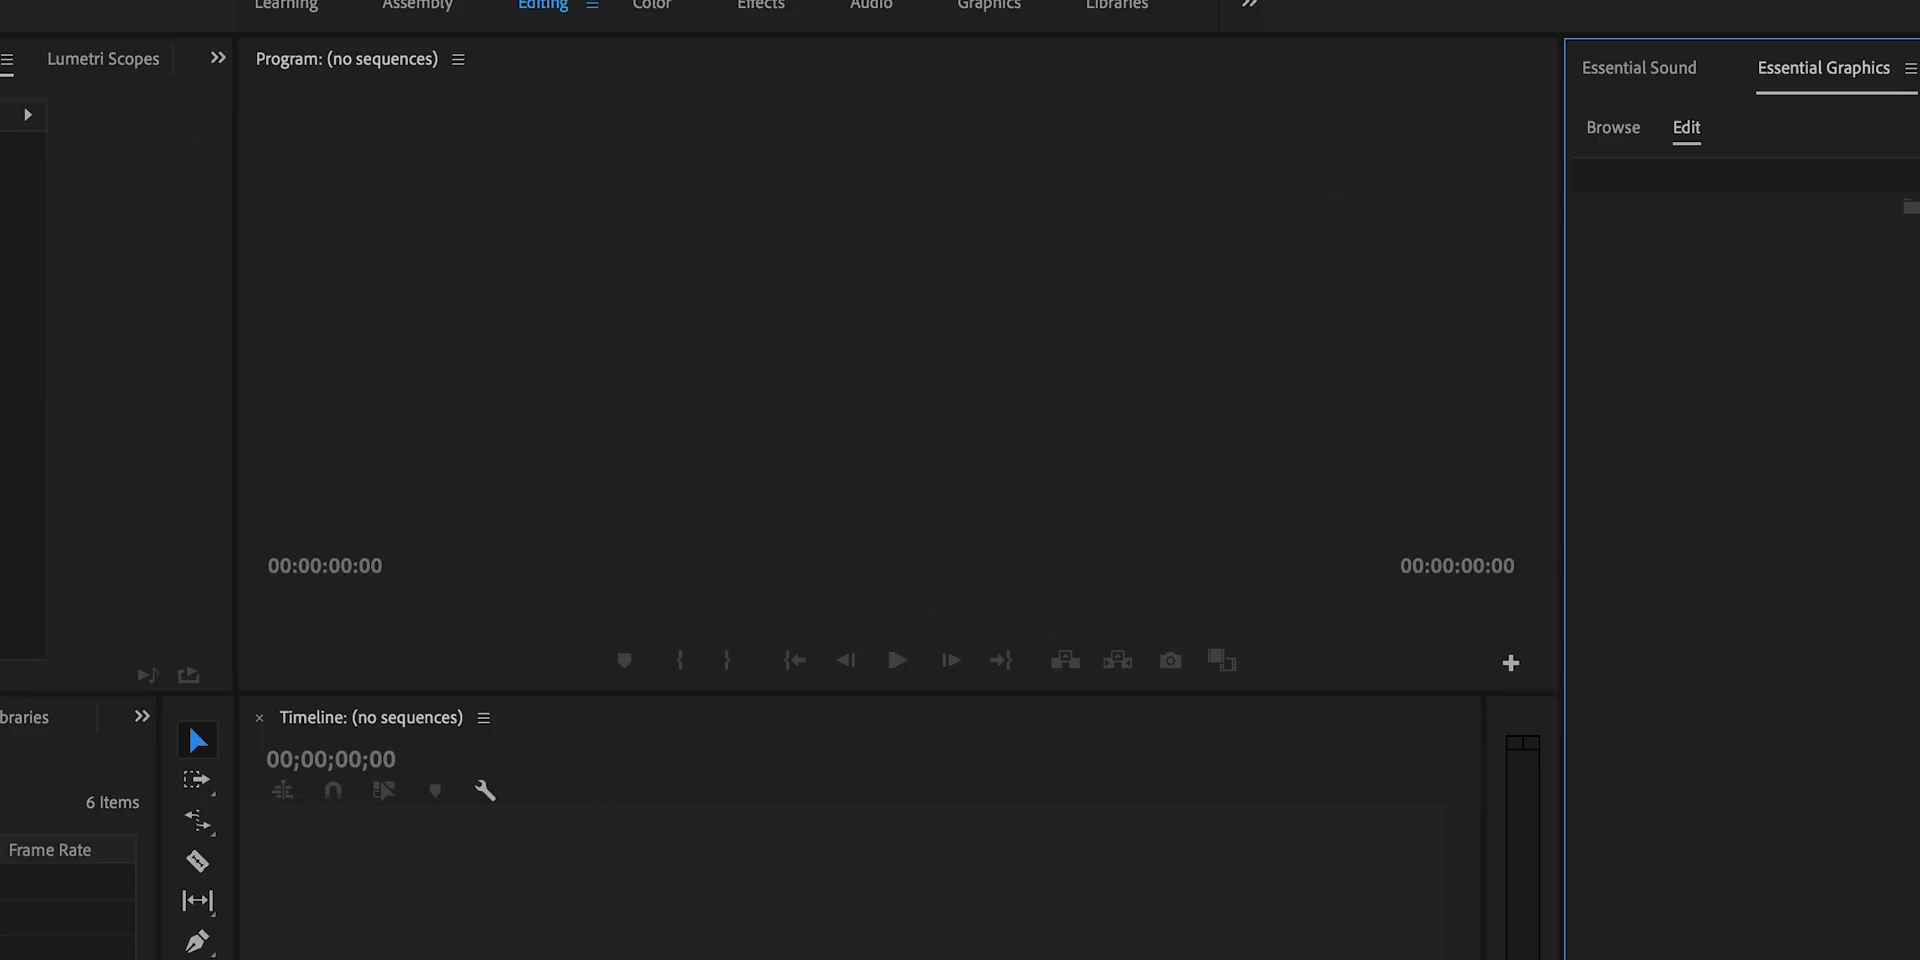 Learning Assembly Editing Color Effects Audio Graphics Libraries
Lumetri Scopes
Program: (no sequences)
Essential Sound Essential Graphics
Browse Edit
00:00:00:00 00:00:00:00
braries
Timeline: (no sequences)
00;00;00;00
6 Items
Frame Rate